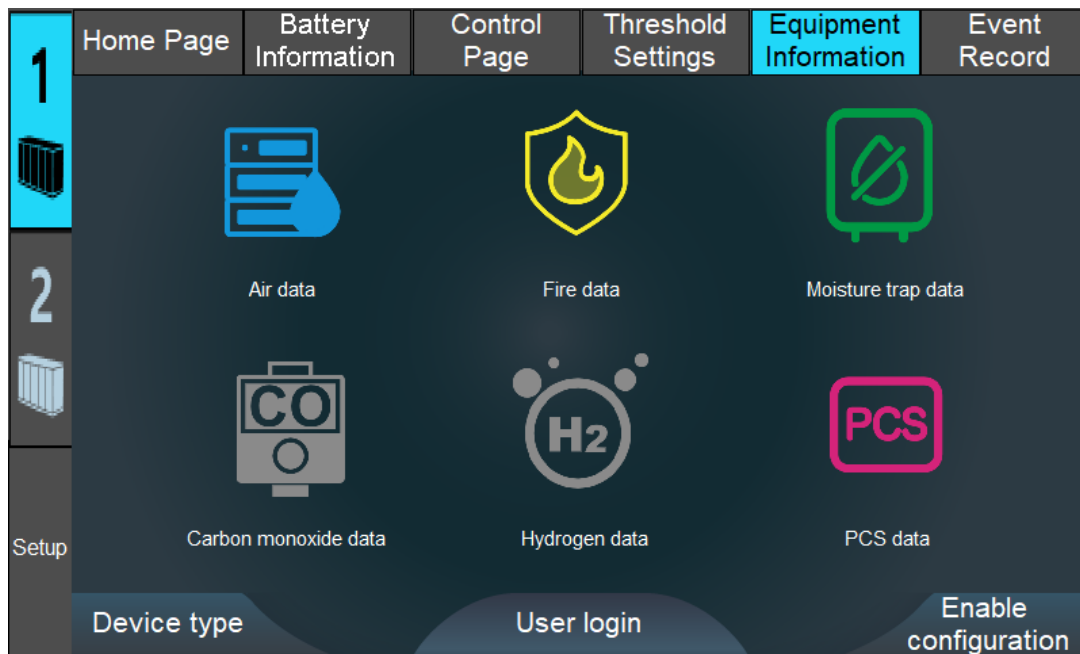 1
Home Page
Battery
Information
Control
Page
Threshold
Settings
Equipment
Information
Event
Record
2
Setup
Air data
Fire data
Moisture trap data
CO
H2
PCS
Carbon monoxide data
Hydrogen data
PCS data
Device type
User login
Enable
configuration